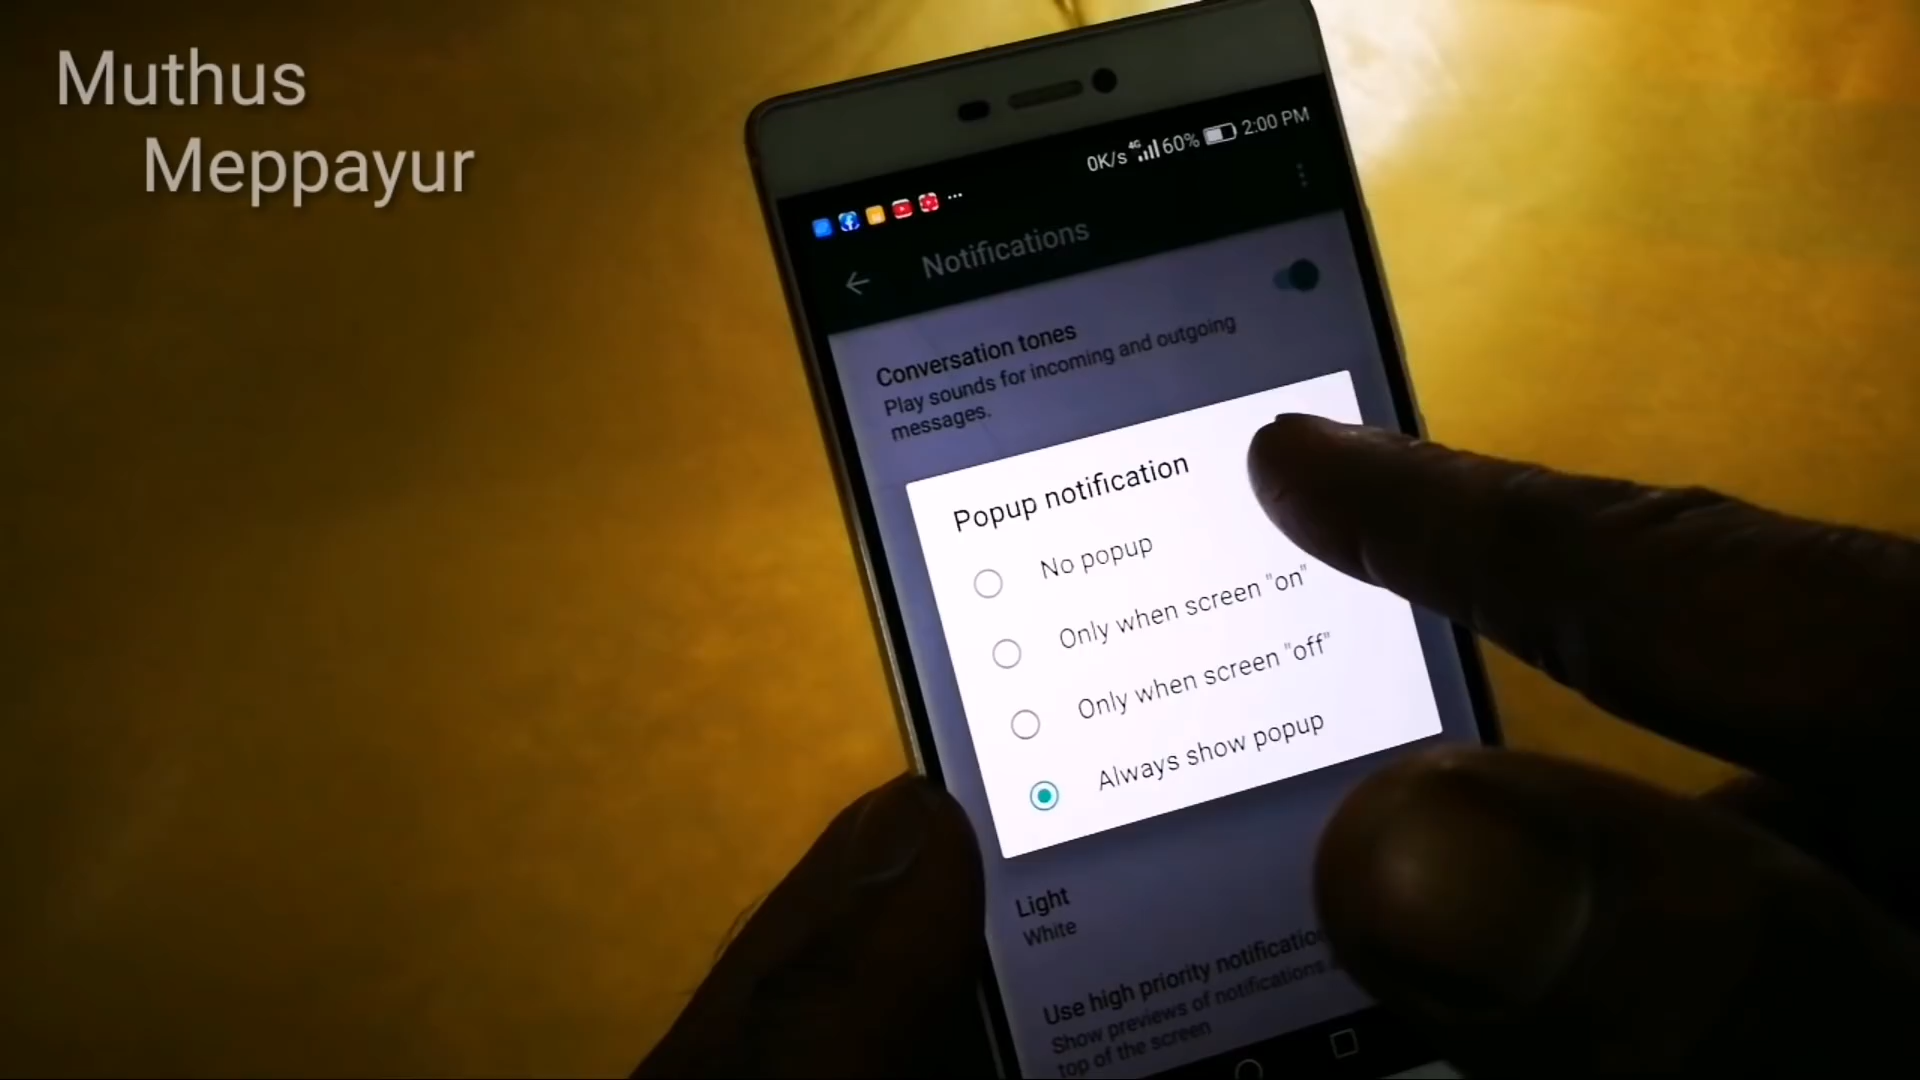 Muthus
Meppayur
0K/s 4G 60% 2:00 PM
Notifications
Conversation tones
Play sounds for incoming and outgoing
messages.
Popup notification
No popup
Only when screen "on"
Only when screen "off"
Always show popup
Light
White
Use high priority
Show previews of notifications
top of the screen